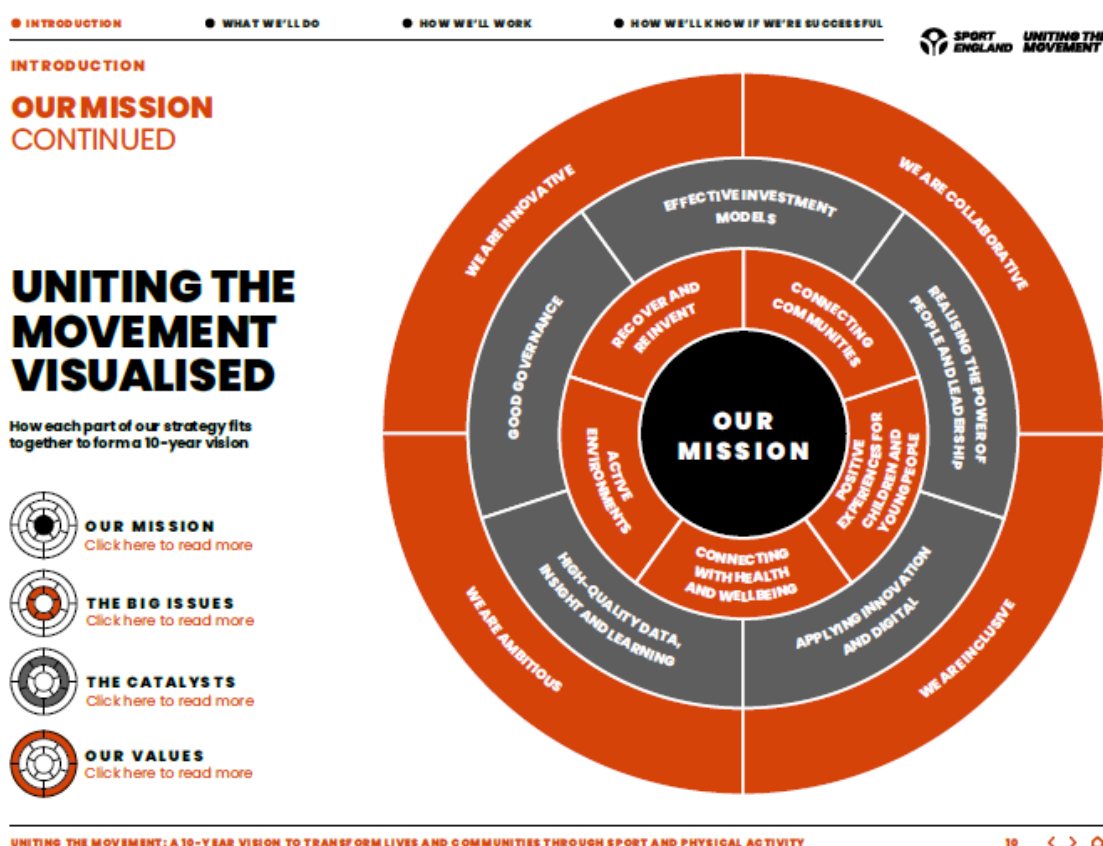 INTRODUCTION
WHAT WE'LL DO
HOW WE'LL WORK
HOW WE'LL KNOW IF WE'RE SUCCESSFUL
SPORT
ENGLAND
UNITING THE
MOVEMENT
INTRODUCTION
OUR MISSION
CONTINUED
UNITING THE
MOVEMENT
VISUALISED
How each part of our strategy fits
together to form a 10-year vision
OUR MISSION
Click here to read more
THE BIG ISSUES
Click here to read more
THE CATALYSTS
Click here to read more
OUR VALUES
Click here to read more
WE ARE INNOVATIVE
WE ARE COLLABORATIVE
WE ARE INCLUSIVE
WE ARE AMBITIOUS
EFFECTIVE INVESTMENT
MODELS
REALISING THE POWER OF
PEOPLE AND LEADERSHIP
APPLYING INNOVATION
AND DIGITAL
HIGH-QUALITY DATA,
INSIGHT AND LEARNING
GOOD GOVERNANCE
RECOVER AND
REINVENT
CONNECTING
COMMUNITIES
POSITIVE
EXPERIENCES FOR
CHILDREN AND
YOUNG PEOPLE
CONNECTING
WITH HEALTH
AND WELLBEING
ACTIVE
ENVIRONMENTS
OUR
MISSION
UNITING THE MOVEMENT: A 10-YEAR VISION TO TRANSFORM LIVES AND COMMUNITIES THROUGH SPORT AND PHYSICAL ACTIVITY
10